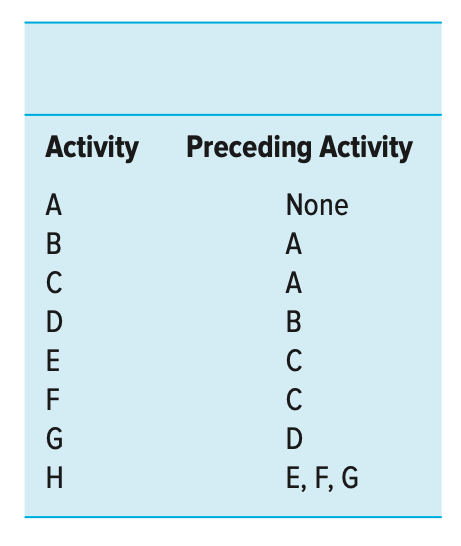 Activity Preceding Activity
A None
B A
C A
D B
E C
F C
G D
H E, F, G